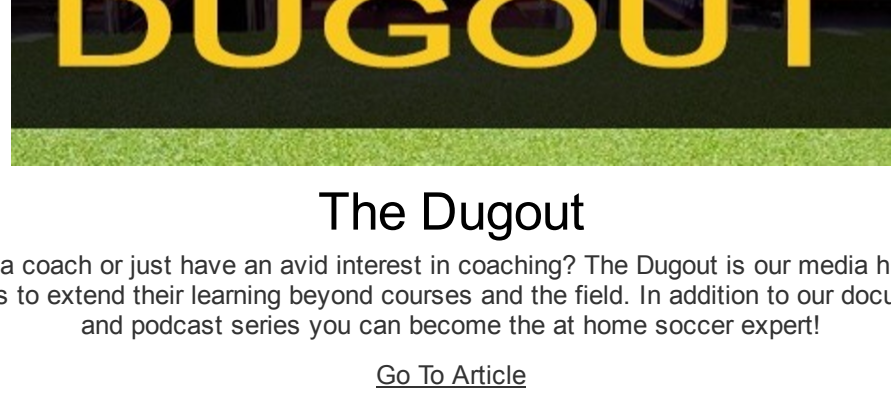 DUGOUT
The Dugout
a coach or just have an avid interest in coaching? The Dugout is our media
to extend their learning beyond courses and the field. In addition to our
and podcast series you can become the at home soccer expert!
Go To Article